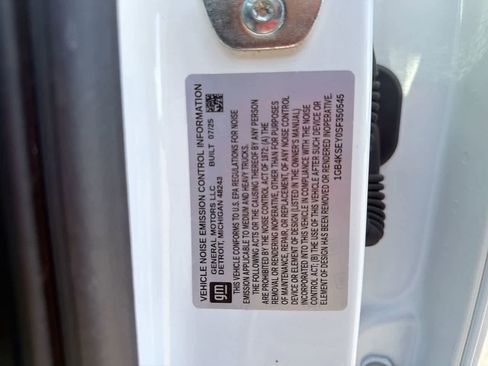 VEHICLE NOISE EMISSION CONTROL INFORMATION
gm
GENERAL MOTORS LLC BUILT 07/25
DETROIT, MICHIGAN 48243
THIS VEHICLE CONFORMS TO U.S. EPA REGULATIONS FOR NOISE
EMISSION APPLICABLE TO MEDIUM AND HEAVY TRUCKS.
THE FOLLOWING ACTS OR THE CAUSING THEREOF BY ANY PERSON
ARE PROHIBITED BY THE NOISE CONTROL ACT OF 1972: (A) THE
REMOVAL OR RENDERING INOPERATIVE, OTHER THAN FOR PURPOSES
OF MAINTENANCE, REPAIR, OR REPLACEMENT, OF ANY NOISE CONTROL
DEVICE OR ELEMENT OF DESIGN (LISTED IN THE OWNER'S MANUAL)
INCORPORATED INTO THIS VEHICLE IN COMPLIANCE WITH THE NOISE
CONTROL ACT; (B) THE USE OF THIS VEHICLE AFTER SUCH DEVICE OR
ELEMENT OF DESIGN HAS BEEN REMOVED OR RENDERED INOPERATIVE.
1GB4KSEY0SF350545